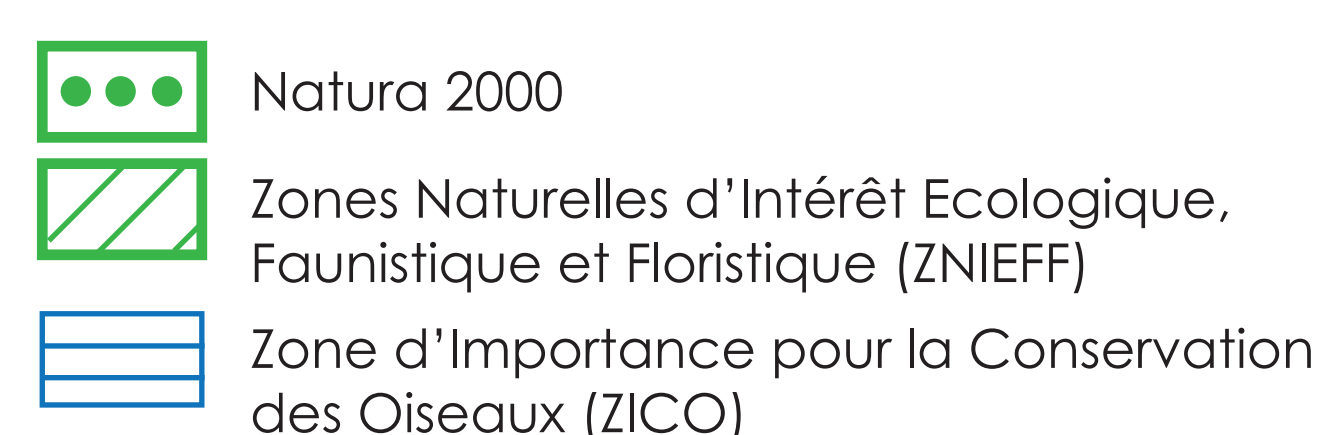 Natura 2000
Zones Naturelles d’Intérêt Ecologique,
Faunistique et Floristique (ZNIEFF)
Zone d’Importance pour la Conservation
des Oiseaux (ZICO)